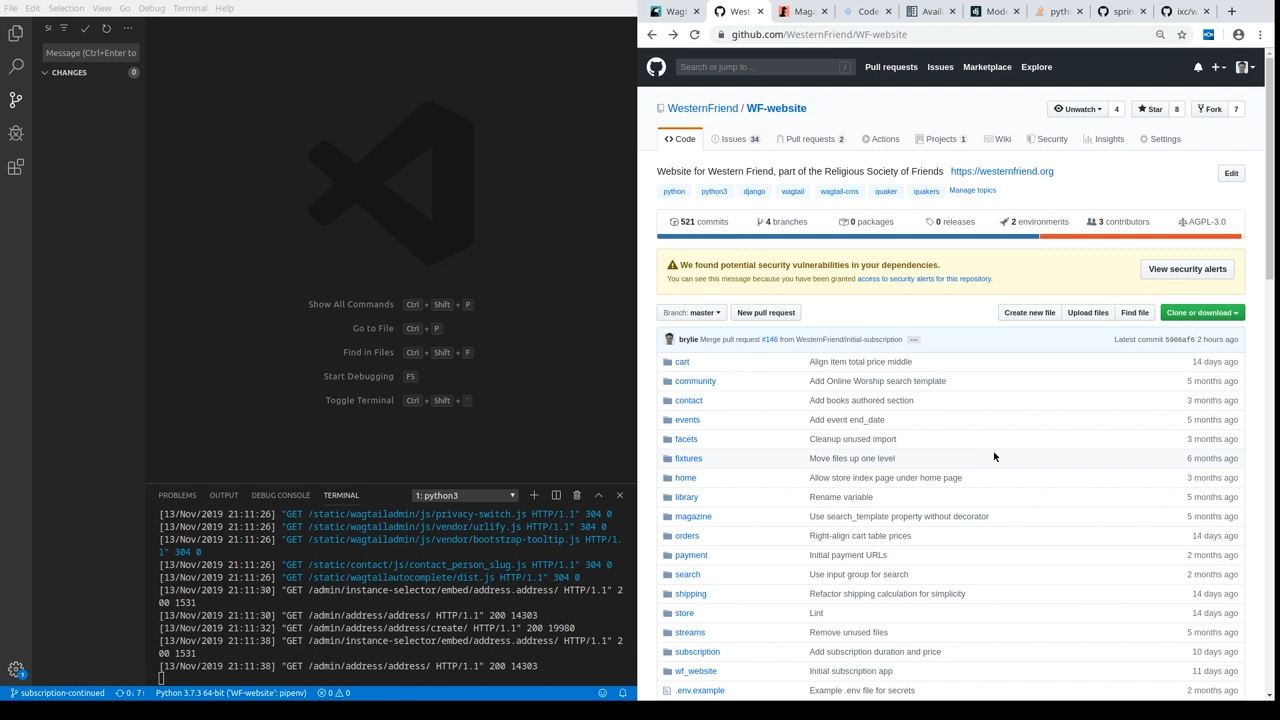 File Edit Selection View Go Debug Terminal Help
Message (Ctrl+Enter to
CHANGES 0
Show All Commands Ctrl + Shift + P
Go to File Ctrl + P
Find in Files Ctrl + Shift + F
Start Debugging F5
Toggle Terminal Ctrl + Shift + `
PROBLEMS OUTPUT DEBUG CONSOLE TERMINAL 1: python3
[13/Nov/2019 21:11:26] "GET /static/wagtailadmin/js/privacy-switch.js HTTP/1.1" 304 0
[13/Nov/2019 21:11:26] "GET /static/wagtailadmin/js/vendor/urlify.js HTTP/1.1" 304 0
[13/Nov/2019 21:11:26] "GET /static/wagtailadmin/js/vendor/bootstrap-tooltip.js HTTP/1.
1" 304 0
[13/Nov/2019 21:11:26] "GET /static/contact/js/contact_person_slug.js HTTP/1.1" 304 0
[13/Nov/2019 21:11:26] "GET /static/wagtailautocomplete/dist.js HTTP/1.1" 304 0
[13/Nov/2019 21:11:30] "GET /admin/instance-selector/embed/address.address/ HTTP/1.1" 2
00 1531
[13/Nov/2019 21:11:30] "GET /admin/address/address/ HTTP/1.1" 200 14303
[13/Nov/2019 21:11:32] "GET /admin/address/address/create/ HTTP/1.1" 200 19980
[13/Nov/2019 21:11:38] "GET /admin/instance-selector/embed/address.address/ HTTP/1.1" 2
00 1531
[13/Nov/2019 21:11:38] "GET /admin/address/address/ HTTP/1.1" 200 14303
1 subscription-continued 0↓ 7↑ Python 3.7.3 64-bit ('WF-website': pipenv) 0 0
Wagt West Maga Code Avail Mode pyth sprin ixc/w
github.com/WesternFriend/WF-website
Search or jump to… / Pull requests Issues Marketplace Explore
WesternFriend / WF-website Unwatch 4 Star 8 Fork 7
Code Issues 34 Pull requests 2 Actions Projects 1 Wiki Security Insights Settings
Website for Western Friend, part of the Religious Society of Friends https://westernfriend.org Edit
python python3 django wagtail wagtail-cms quaker quakers Manage topics
521 commits 4 branches 0 packages 0 releases 2 environments 3 contributors AGPL-3.0
We found potential security vulnerabilities in your dependencies.
You can see this message because you have been granted access to security alerts for this repository.
View security alerts
Branch: master New pull request Create new file Upload files Find file Clone or download
brylie Merge pull request #146 from WesternFriend/initial-subscription … Latest commit 5906af6 2 hours ago
cart Align item total price middle 14 days ago
community Add Online Worship search template 5 months ago
contact Add books authored section 3 months ago
events Add event end_date 5 months ago
facets Cleanup unused import 3 months ago
fixtures Move files up one level 6 months ago
home Allow store index page under home page 3 months ago
library Rename variable 5 months ago
magazine Use search_template property without decorator 5 months ago
orders Right-align cart table prices 14 days ago
payment Initial payment URLs 2 months ago
search Use input group for search 2 months ago
shipping Refactor shipping calculation for simplicity 14 days ago
store Lint 14 days ago
streams Remove unused files 5 months ago
subscription Add subscription duration and price 10 days ago
wf_website Initial subscription app 11 days ago
.env.example Example .env file for secrets 2 months ago